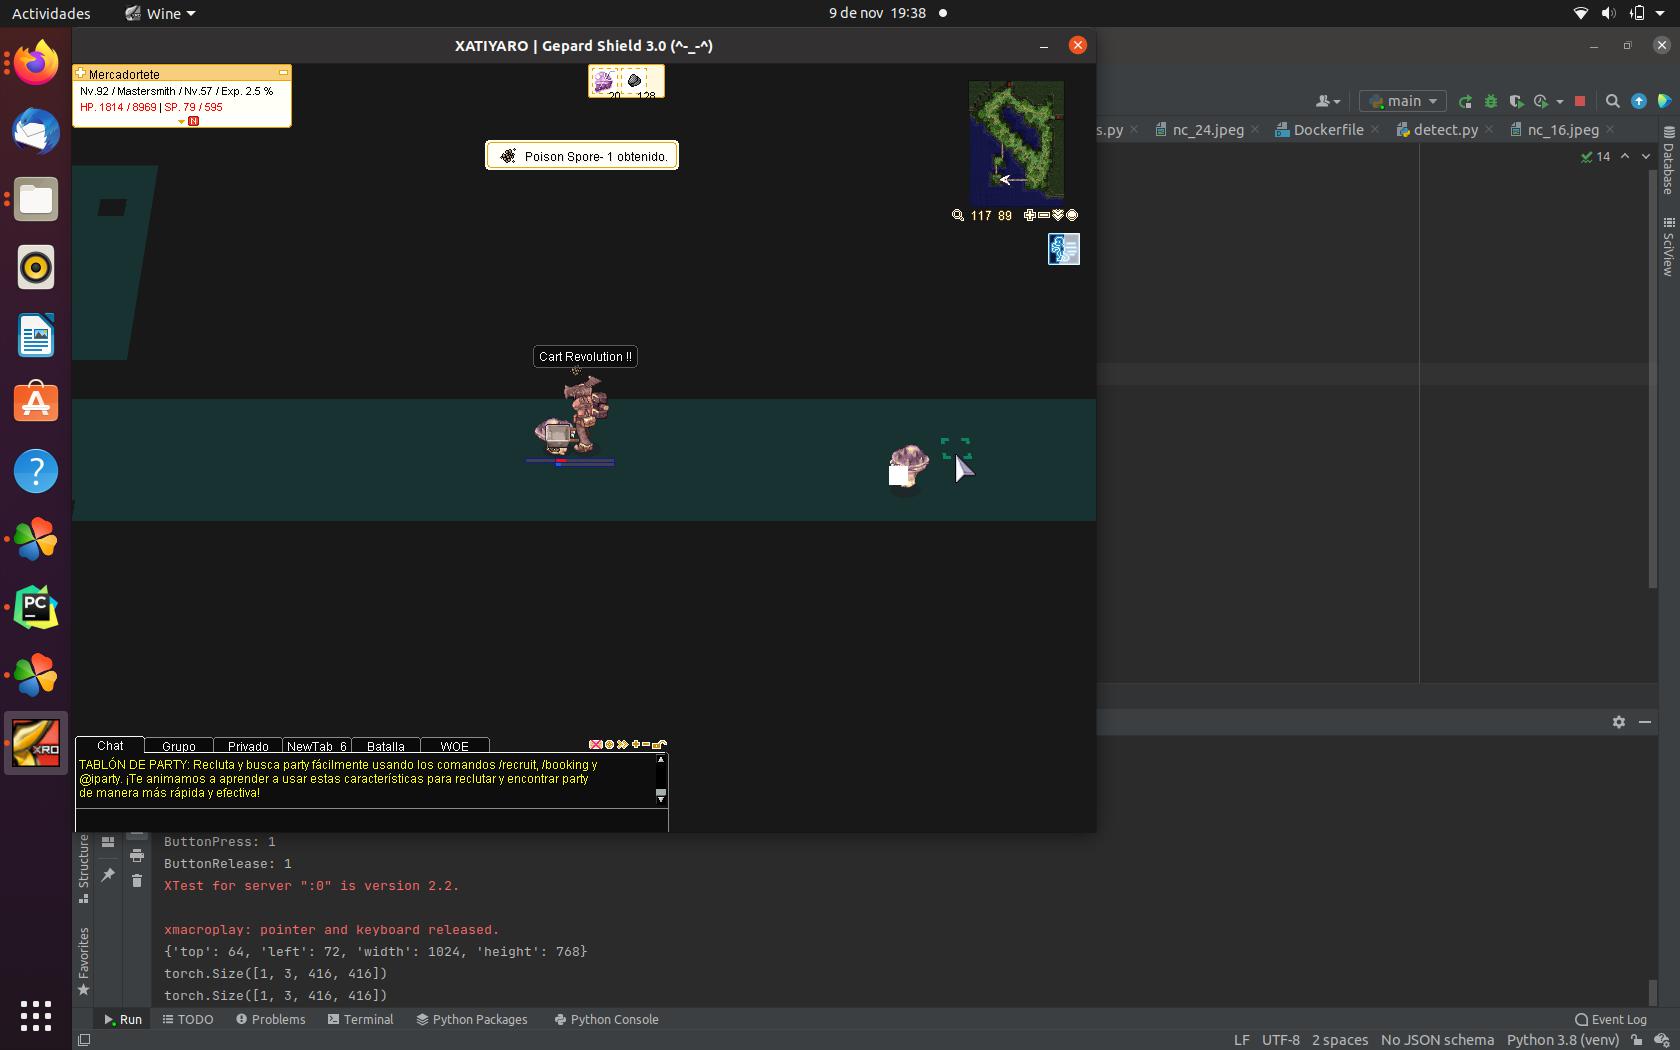 Actividades
Wine
9 de nov 19:38
XATIYARO | Gepard Shield 3.0 (^-_-^)
Mercadortete
Nv.92 / Mastersmith / Nv.57 / Exp. 2.5 %
HP. 1814 / 8969 | SP. 79 / 595
N
20
128
Poison Spore- 1 obtenido.
117 89
main
s.py
nc_24.jpeg
Dockerfile
detect.py
nc_16.jpeg
14
Database
SciView
Cart Revolution !!
PC
XRO
Chat
Grupo
Privado
NewTab_6
Batalla
WOE
TABLÓN DE PARTY: Recluta y busca party fácilmente usando los comandos /recruit, /booking y
@iparty. ¡Te animamos a aprender a usar estas características para reclutar y encontrar party
de manera más rápida y efectiva!
Structure
Favorites
ButtonPress: 1
ButtonRelease: 1
XTest for server ":0" is version 2.2.
xmacroplay: pointer and keyboard released.
{'top': 64, 'left': 72, 'width': 1024, 'height': 768}
torch.Size([1, 3, 416, 416])
torch.Size([1, 3, 416, 416])
Run
TODO
Problems
Terminal
Python Packages
Python Console
Event Log
LF
UTF-8
2 spaces
No JSON schema
Python 3.8 (venv)